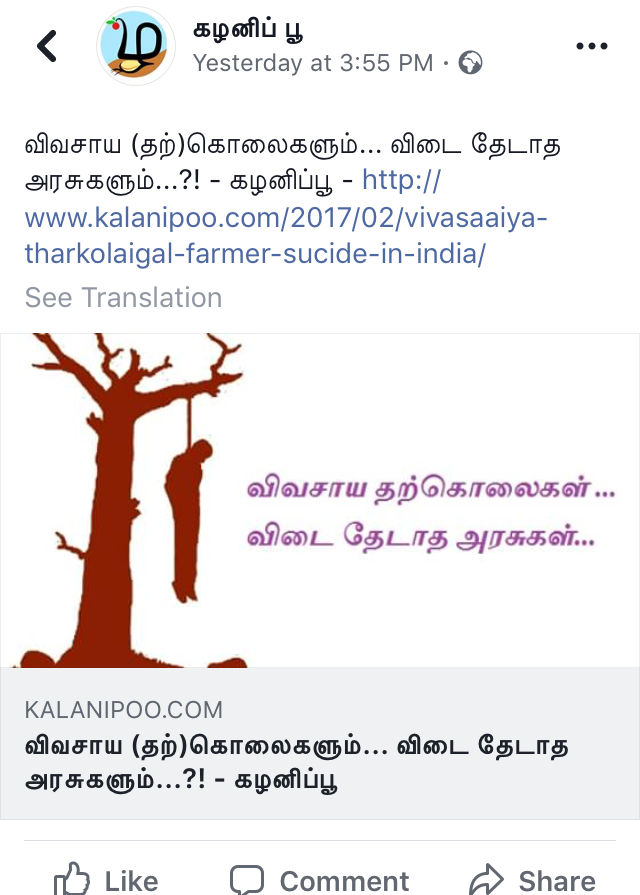 கழனிப் பூ
Yesterday at 3:55 PM ·
விவசாய (தற்)கொலைகளும்... விடை தேடாத
அரசுகளும்...?! - கழனிப்பூ - http://
www.kalanipoo.com/2017/02/vivasaaiya-
tharkolaigal-farmer-sucide-in-india/
See Translation
விவசாய தற்கொலைகள்...
விடை தேடாத அரசுகள்...
KALANIPOO.COM
விவசாய (தற்)கொலைகளும்... விடை தேடாத
அரசுகளும்...?! - கழனிப்பூ
Like Comment Share